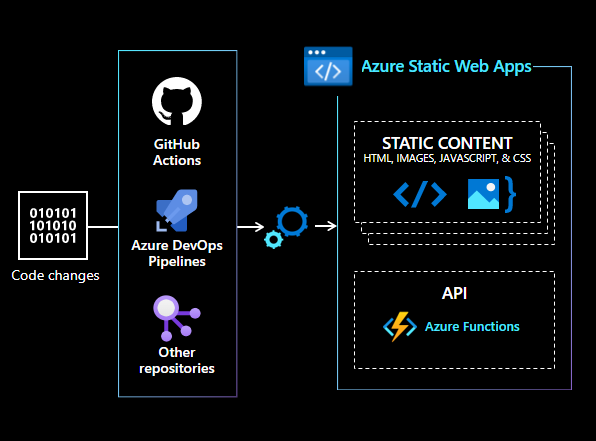 010101
101010
010101
Code changes
GitHub
Actions
Azure DevOps
Pipelines
Other
repositories
Azure Static Web Apps
STATIC CONTENT
HTML, IMAGES, JAVASCRIPT, & CSS
API
Azure Functions